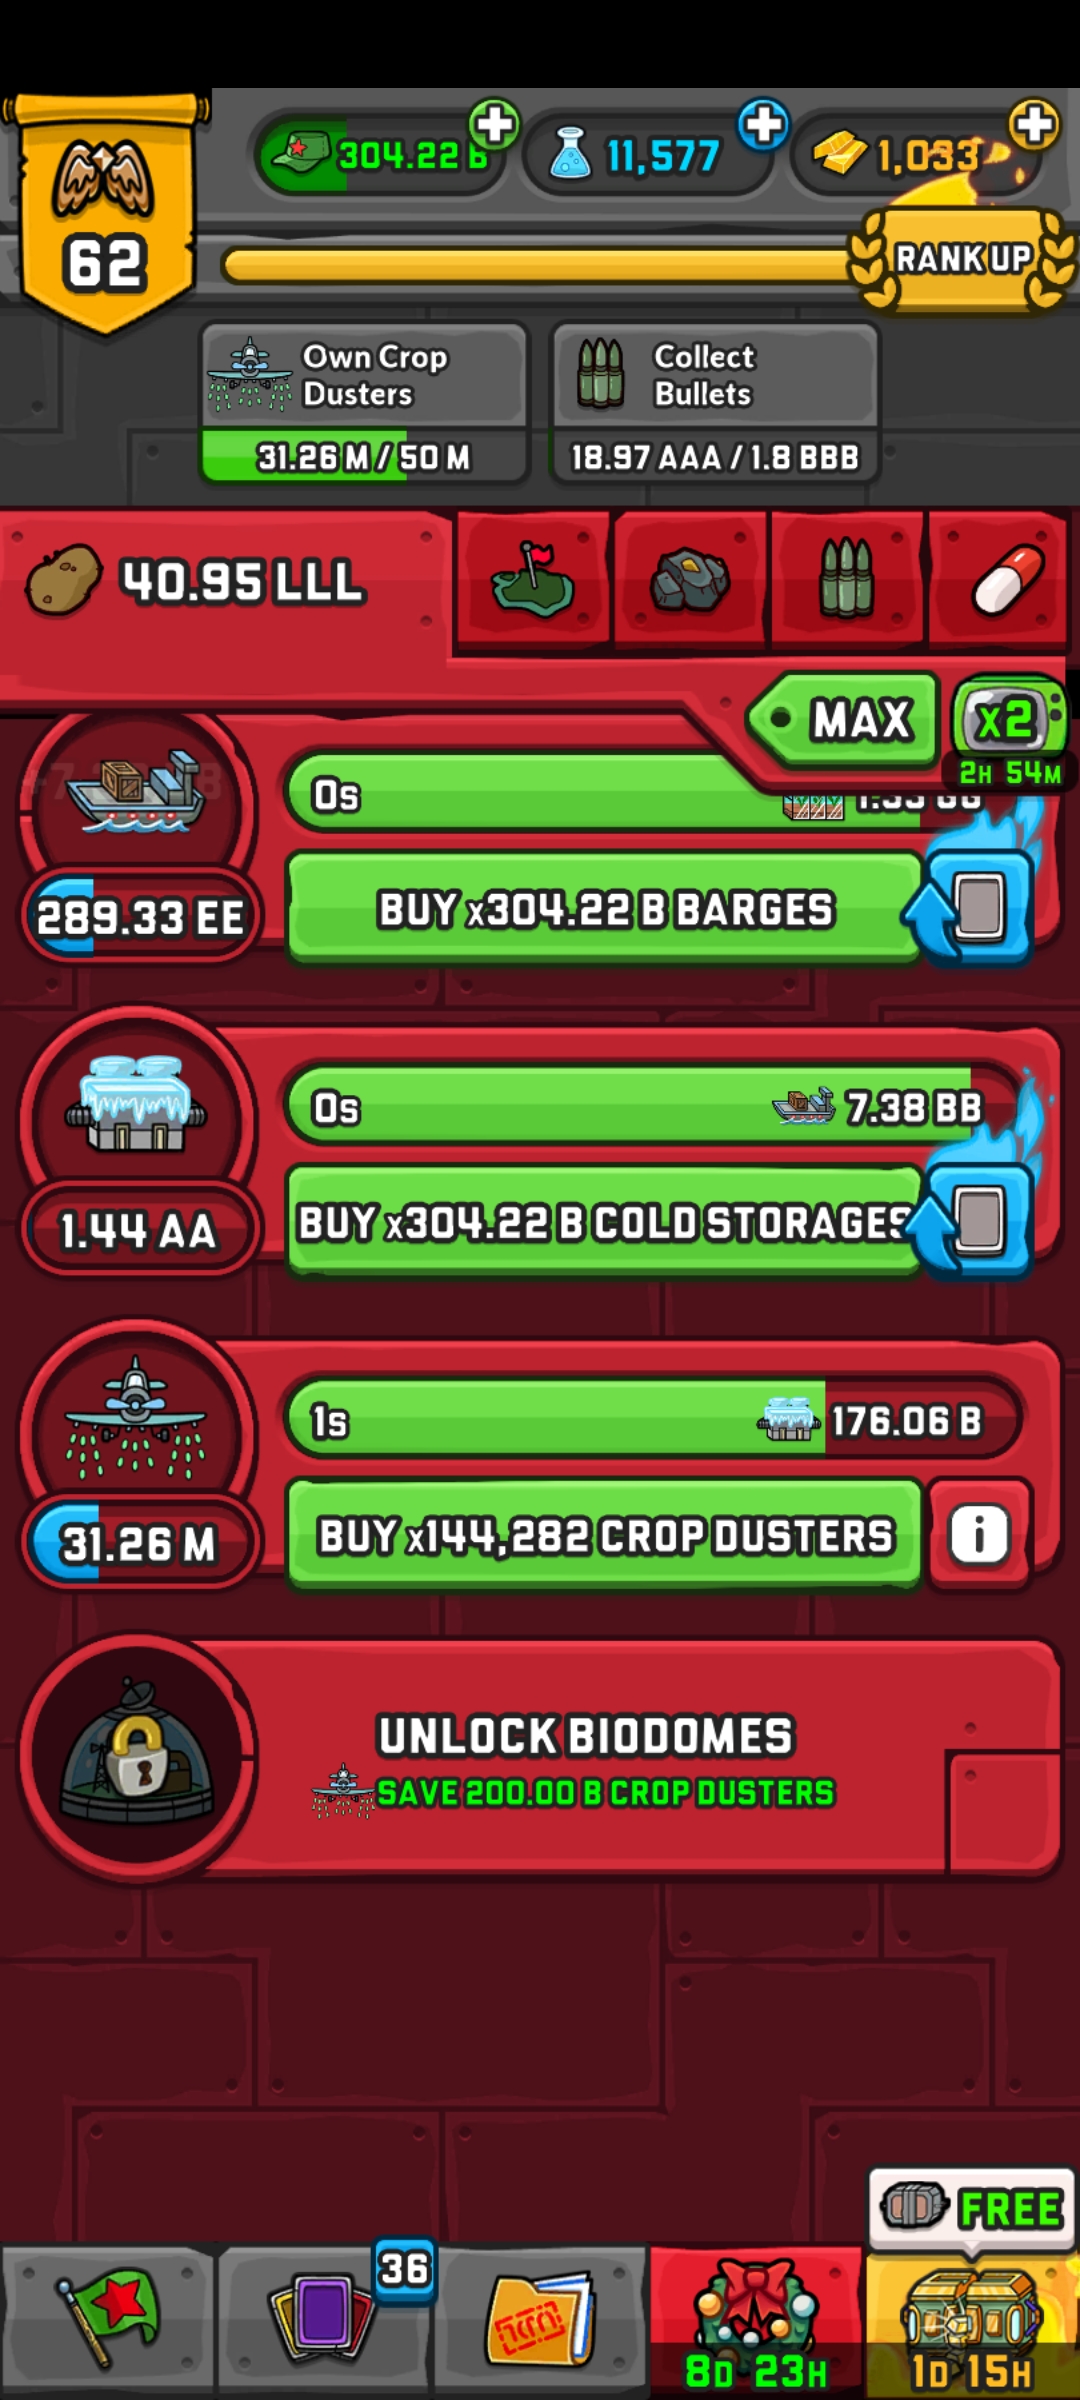 304.22 B
11,577
1,033
62
RANK UP
Own Crop
Dusters
31.26 M / 50 M
Collect
Bullets
18.97 AAA / 1.8 BBB
40.95 LLL
MAX
x2
2H 54M
0s
289.33 EE
BUY x304.22 B BARGES
0s
7.38 BB
1.44 AA
BUY x304.22 B COLD STORAGES
1s
176.06 B
31.26 M
BUY x144,282 CROP DUSTERS
i
UNLOCK BIODOMES
SAVE 200.00 B CROP DUSTERS
FREE
36
8D 23H
1D 15H